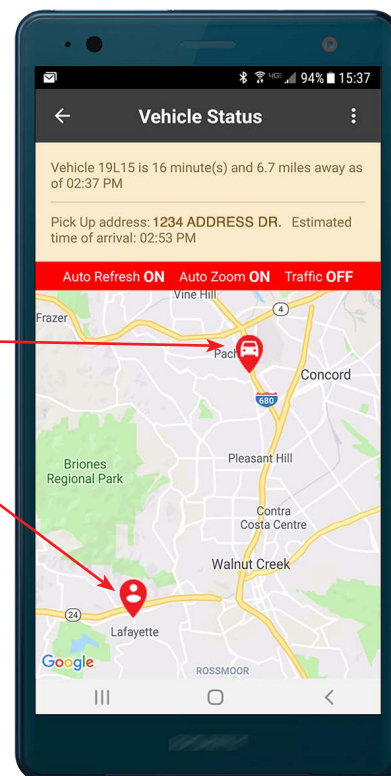 94% 15:37
Vehicle Status
Vehicle 19L15 is 16 minute(s) and 6.7 miles away as
of 02:37 PM
Pick Up address: 1234 ADDRESS DR. Estimated
time of arrival: 02:53 PM
Auto Refresh ON Auto Zoom ON Traffic OFF
Vine Hill
Frazer
4
Pach
Concord
680
Briones
Regional Park
Pleasant Hill
Contra
Costa Centre
Walnut Creek
24
Lafayette
Google
ROSSMOOR